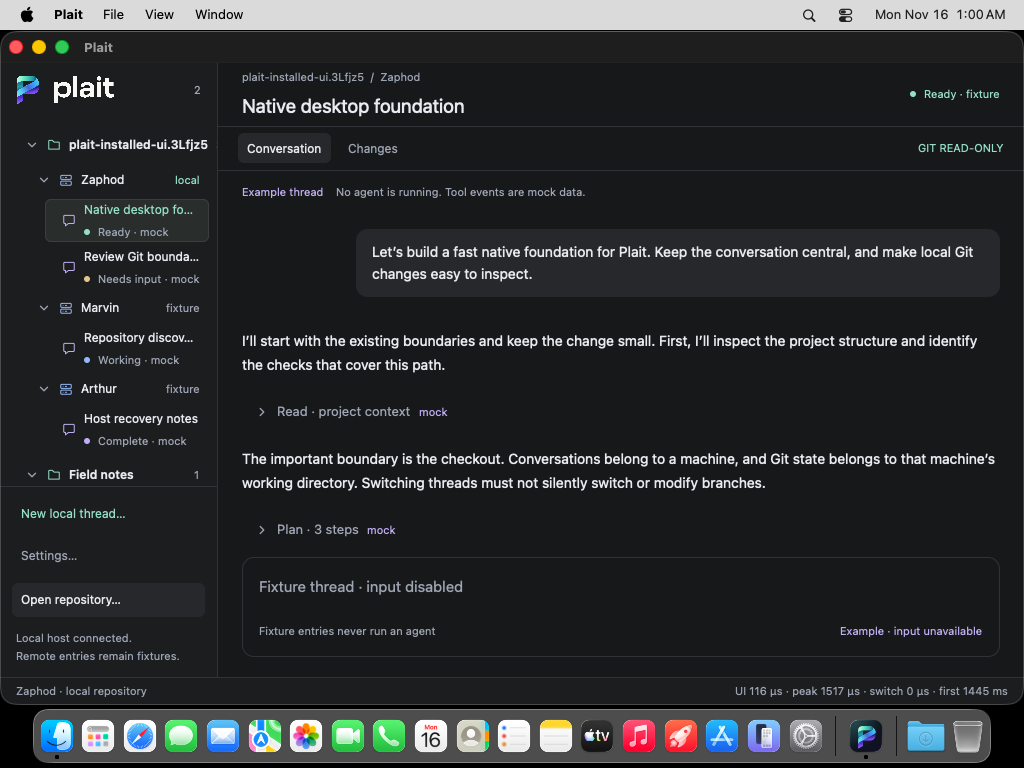 Plait File View Window Mon Nov 16 1:00 AM
Plait
plait 2
plait-installed-ui.3Lfjz5
Zaphod local
Native desktop fo...
Ready · mock
Review Git bounda...
Needs input · mock
Marvin fixture
Repository discov...
Working · mock
Arthur fixture
Host recovery notes
Complete · mock
Field notes 1
New local thread...
Settings...
Open repository...
Local host connected.
Remote entries remain fixtures.
plait-installed-ui.3Lfjz5 / Zaphod
Native desktop foundation
Ready · fixture
Conversation Changes GIT READ-ONLY
Example thread No agent is running. Tool events are mock data.
Let’s build a fast native foundation for Plait. Keep the conversation central, and make local Git
changes easy to inspect.
I’ll start with the existing boundaries and keep the change small. First, I’ll inspect the project structure and identify
the checks that cover this path.
Read · project context mock
The important boundary is the checkout. Conversations belong to a machine, and Git state belongs to that machine’s
working directory. Switching threads must not silently switch or modify branches.
Plan · 3 steps mock
Fixture thread · input disabled
Fixture entries never run an agent Example · input unavailable
Zaphod · local repository UI 116 µs · peak 1517 µs · switch 0 µs · first 1445 ms
Mon
16
tv